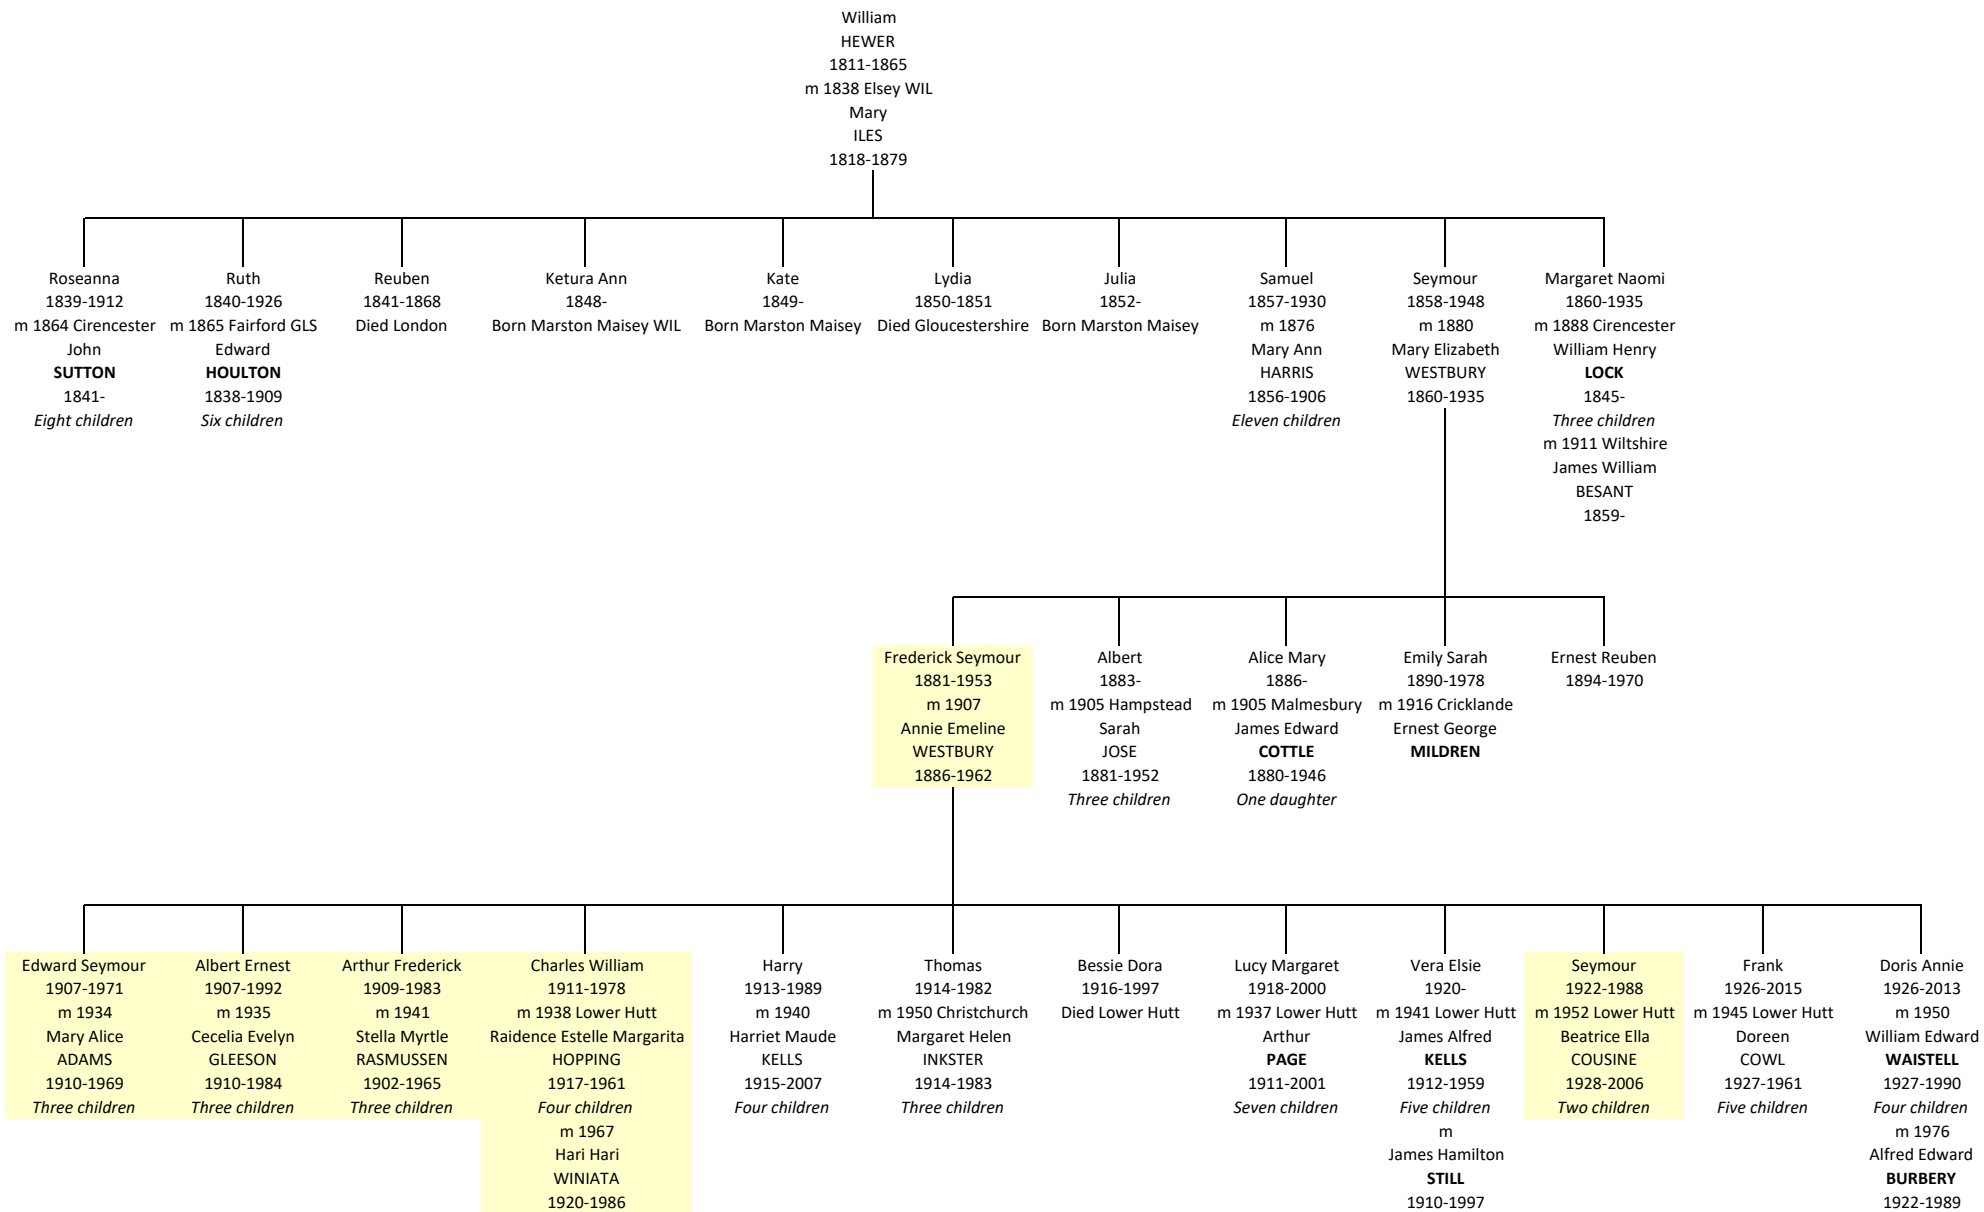 William
HEWER
1811-1865
m 1838 Elsey WIL
Mary
ILES
1818-1879
Roseanna
1839-1912
m 1864 Cirencester
John
SUTTON
1841-
Eight children
Ruth
1840-1926
m 1865 Fairford GLS
Edward
HOULTON
1838-1909
Six children
Reuben
1841-1868
Died London
Ketura Ann
1848-
Born Marston Maisey WIL
Kate
1849-
Born Marston Maisey
Lydia
1850-1851
Died Gloucestershire
Julia
1852-
Born Marston Maisey
Samuel
1857-1930
m 1876
Mary Ann
HARRIS
1856-1906
Eleven children
Seymour
1858-1948
m 1880
Mary Elizabeth
WESTBURY
1860-1935
Margaret Naomi
1860-1935
m 1888 Cirencester
William Henry
LOCK
1845-
Three children
m 1911 Wiltshire
James William
BESANT
1859-
Frederick Seymour
1881-1953
m 1907
Annie Emeline
WESTBURY
1886-1962
Albert
1883-
m 1905 Hampstead
Sarah
JOSE
1881-1952
Three children
Alice Mary
1886-
m 1905 Malmesbury
James Edward
COTTLE
1880-1946
One daughter
Emily Sarah
1890-1978
m 1916 Cricklande
Ernest George
MILDREN
Ernest Reuben
1894-1970
Edward Seymour
1907-1971
m 1934
Mary Alice
ADAMS
1910-1969
Three children
Albert Ernest
1907-1992
m 1935
Cecelia Evelyn
GLEESON
1910-1984
Three children
Arthur Frederick
1909-1983
m 1941
Stella Myrtle
RASMUSSEN
1902-1965
Three children
Charles William
1911-1978
m 1938 Lower Hutt
Raidence Estelle Margarita
HOPPING
1917-1961
Four children
m 1967
Hari Hari
WINIATA
1920-1986
Harry
1913-1989
m 1940
Harriet Maude
KELLS
1915-2007
Four children
Thomas
1914-1982
m 1950 Christchurch
Margaret Helen
INKSTER
1914-1983
Three children
Bessie Dora
1916-1997
Died Lower Hutt
Lucy Margaret
1918-2000
m 1937 Lower Hutt
Arthur
PAGE
1911-2001
Seven children
Vera Elsie
1920-
m 1941 Lower Hutt
James Alfred
KELLS
1912-1959
Five children
m
James Hamilton
STILL
1910-1997
Seymour
1922-1988
m 1952 Lower Hutt
Beatrice Ella
COUSINE
1928-2006
Two children
Frank
1926-2015
m 1945 Lower Hutt
Doreen
COWL
1927-1961
Five children
Doris Annie
1926-2013
m 1950
William Edward
WAISTELL
1927-1990
Four children
m 1976
Alfred Edward
BURBERY
1922-1989